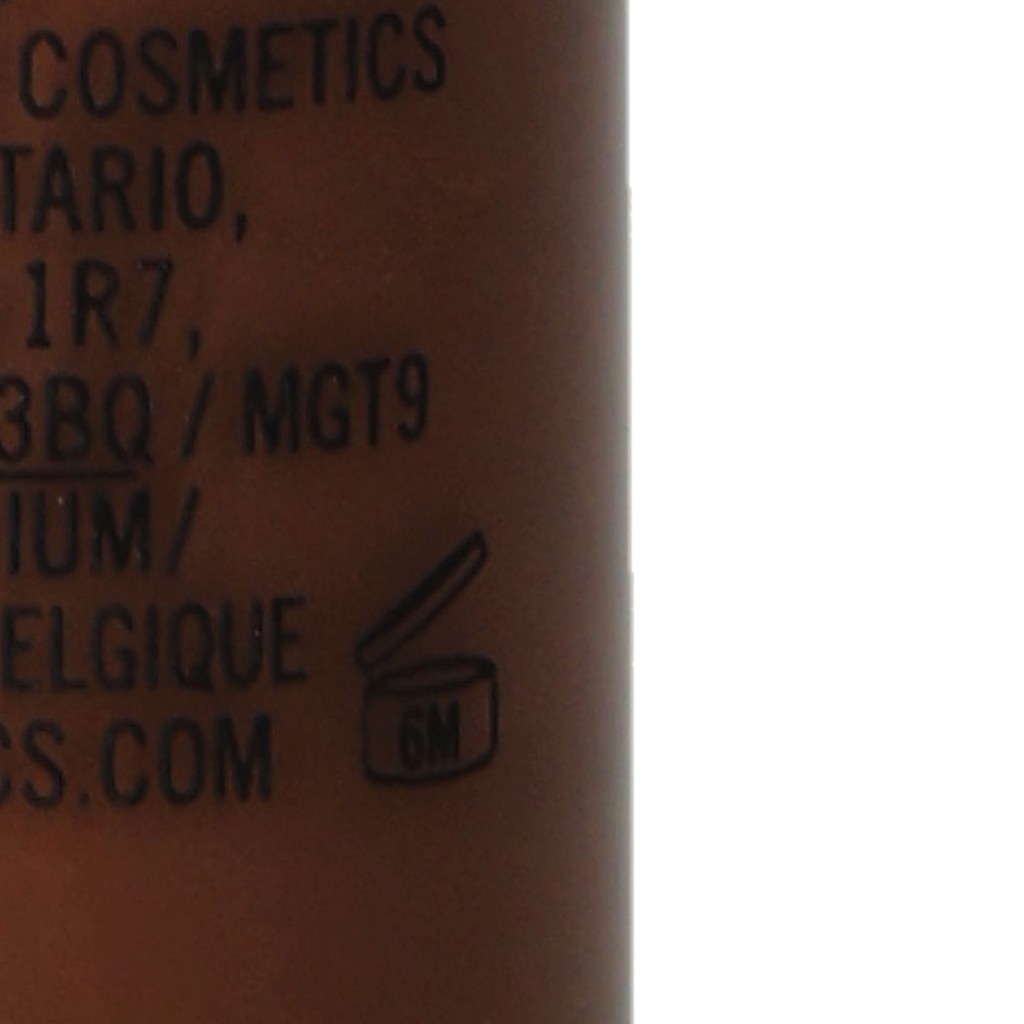 COSMETICS
TARIO,
1R7,
3BQ / MGT9
IUM/
ELGIQUE
CS.COM
6M